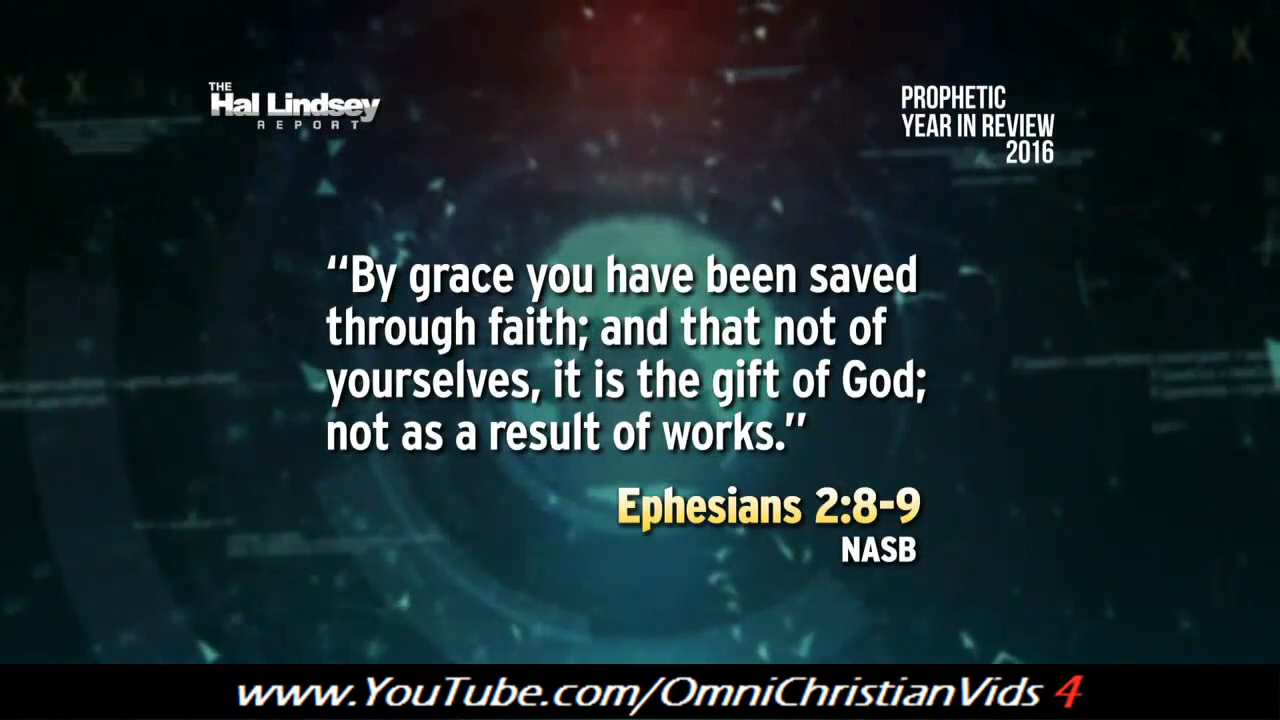 THE
Hal Lindsey
REPORT
PROPHETIC
YEAR IN REVIEW
2016
“By grace you have been saved
through faith; and that not of
yourselves, it is the gift of God;
not as a result of works.”
Ephesians 2:8-9
NASB
www.YouTube.com/OmniChristianVids 4